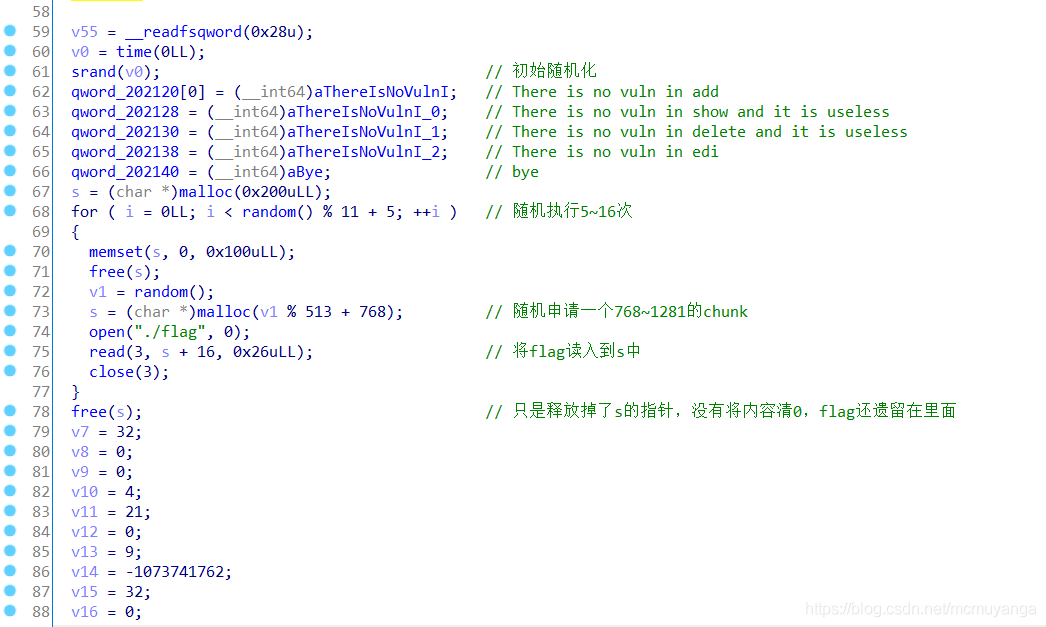 58
59 v55 = __readfsqword(0x28u);
60 v0 = time(0LL);
61 srand(v0); // 初始随机化
62 qword_202120[0] = (__int64)aThereIsNoVulnI; // There is no vuln in add
63 qword_202128 = (__int64)aThereIsNoVulnI_0; // There is no vuln in show and it is useless
64 qword_202130 = (__int64)aThereIsNoVulnI_1; // There is no vuln in delete and it is useless
65 qword_202138 = (__int64)aThereIsNoVulnI_2; // There is no vuln in edi
66 qword_202140 = (__int64)aBye; // bye
67 s = (char *)malloc(0x200uLL);
68 for ( i = 0LL; i < random() % 11 + 5; ++i ) // 随机执行5~16次
69 {
70 memset(s, 0, 0x100uLL);
71 free(s);
72 v1 = random();
73 s = (char *)malloc(v1 % 513 + 768); // 随机申请一个768~1281的chunk
74 open("./flag", 0);
75 read(3, s + 16, 0x26uLL); // 将flag读入到s中
76 close(3);
77 }
78 free(s); // 只是释放掉了s的指针，没有将内容清0，flag还遗留在里面
79 v7 = 32;
80 v8 = 0;
81 v9 = 0;
82 v10 = 4;
83 v11 = 21;
84 v12 = 0;
85 v13 = 9;
86 v14 = -1073741762;
87 v15 = 32;
88 v16 = 0;
https://blog.csdn.net/mcmuyanga